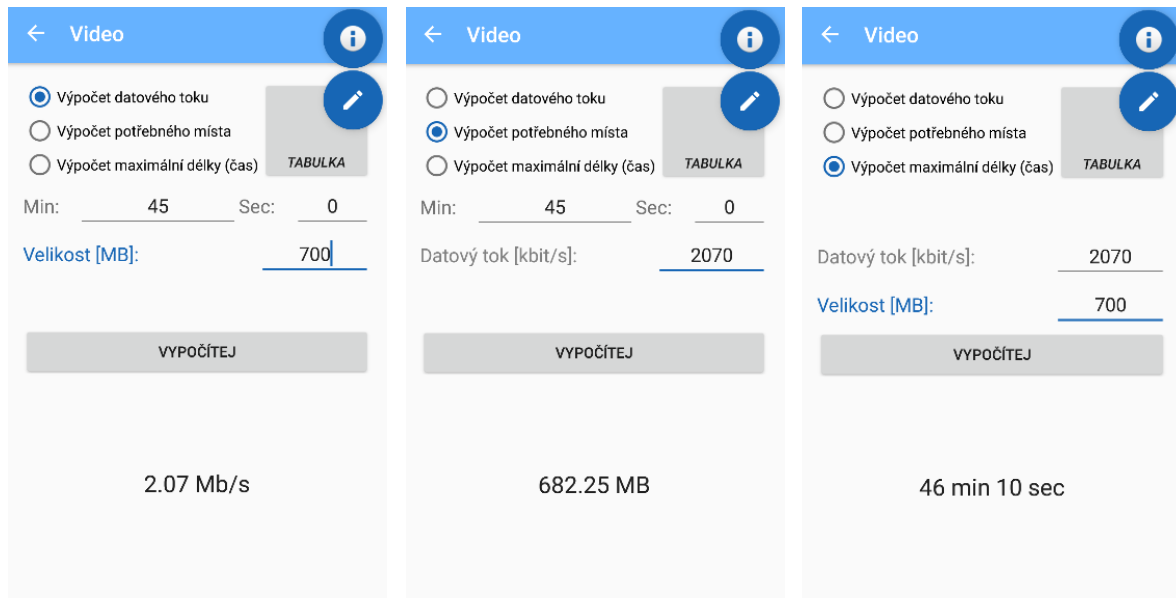 Video
Výpočet datového toku
Výpočet potřebného místa
Výpočet maximální délky (čas)
TABULKA
Min: 45 Sec: 0
Velikost [MB]: 700
VYPOČÍTEJ
2.07 Mb/s
Video
Výpočet datového toku
Výpočet potřebného místa
Výpočet maximální délky (čas)
TABULKA
Min: 45 Sec: 0
Datový tok [kbit/s]: 2070
VYPOČÍTEJ
682.25 MB
Video
Výpočet datového toku
Výpočet potřebného místa
Výpočet maximální délky (čas)
TABULKA
Datový tok [kbit/s]: 2070
Velikost [MB]: 700
VYPOČÍTEJ
46 min 10 sec